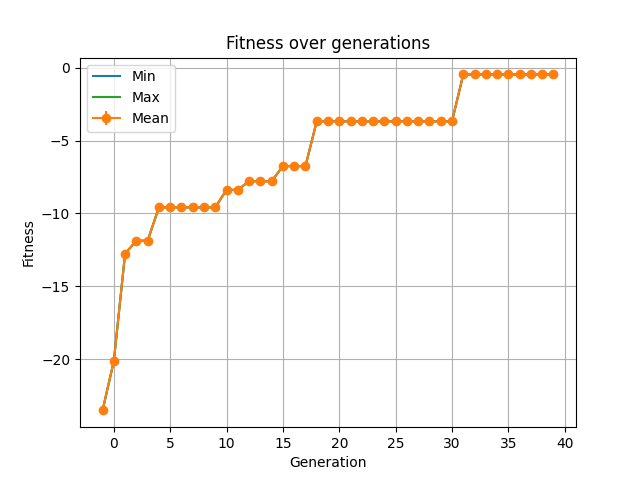 Fitness over generations
Min
Max
Mean
0
−5
−10
−15
−20
Fitness
0 5 10 15 20 25 30 35 40
Generation